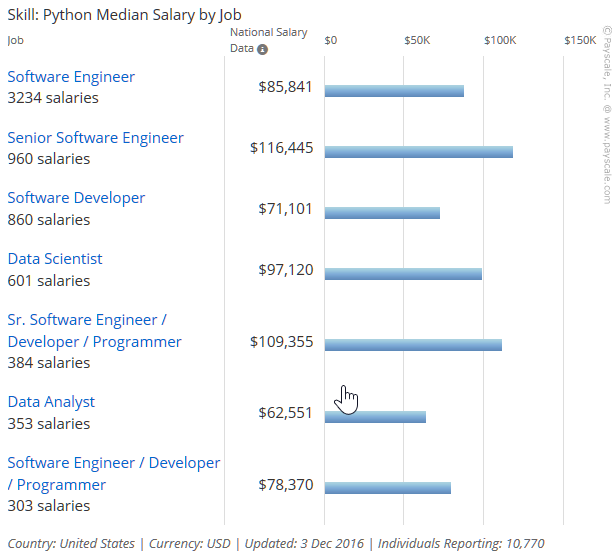 Skill: Python Median Salary by Job
Job
National Salary
Data
$0 $50K $100K $150K
Software Engineer
3234 salaries
$85,841
Senior Software Engineer
960 salaries
$116,445
Software Developer
860 salaries
$71,101
Data Scientist
601 salaries
$97,120
Sr. Software Engineer /
Developer / Programmer
384 salaries
$109,355
Data Analyst
353 salaries
$62,551
Software Engineer / Developer
/ Programmer
303 salaries
$78,370
Country: United States | Currency: USD | Updated: 3 Dec 2016 | Individuals Reporting: 10,770
© Payscale, Inc. @ www.payscale.com